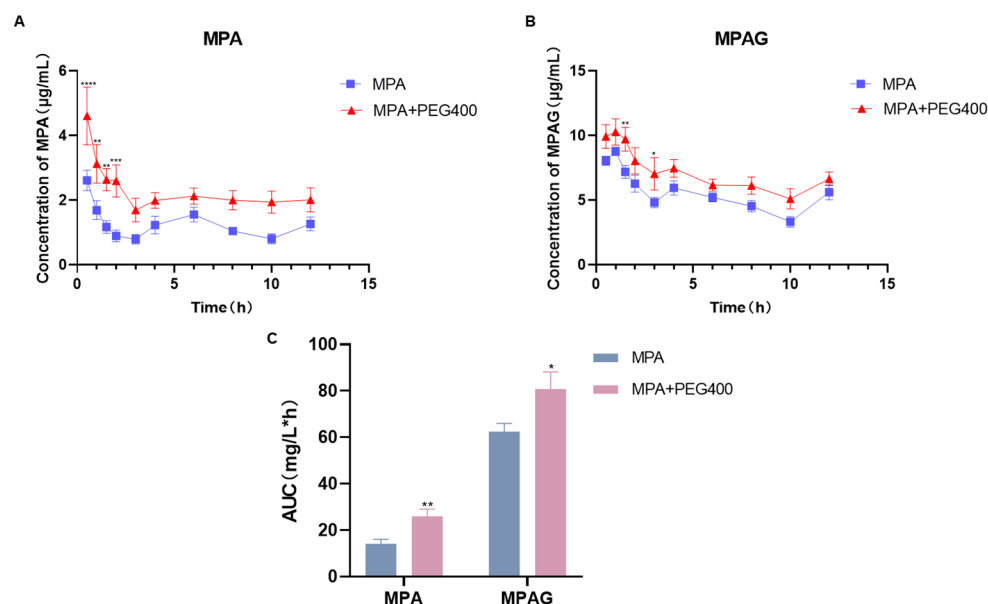 A
MPA
Concentration of MPA (μg/mL)
6
4
2
0
****
**
**
***
0
5
10
15
Time (h)
MPA
MPA+PEG400
B
MPAG
Concentration of MPAG (μg/mL)
15
10
5
0
**
*
0
5
10
15
Time (h)
MPA
MPA+PEG400
C
AUC (mg/L*h)
100
80
60
40
20
0
**
*
MPA
MPAG
MPA
MPA+PEG400